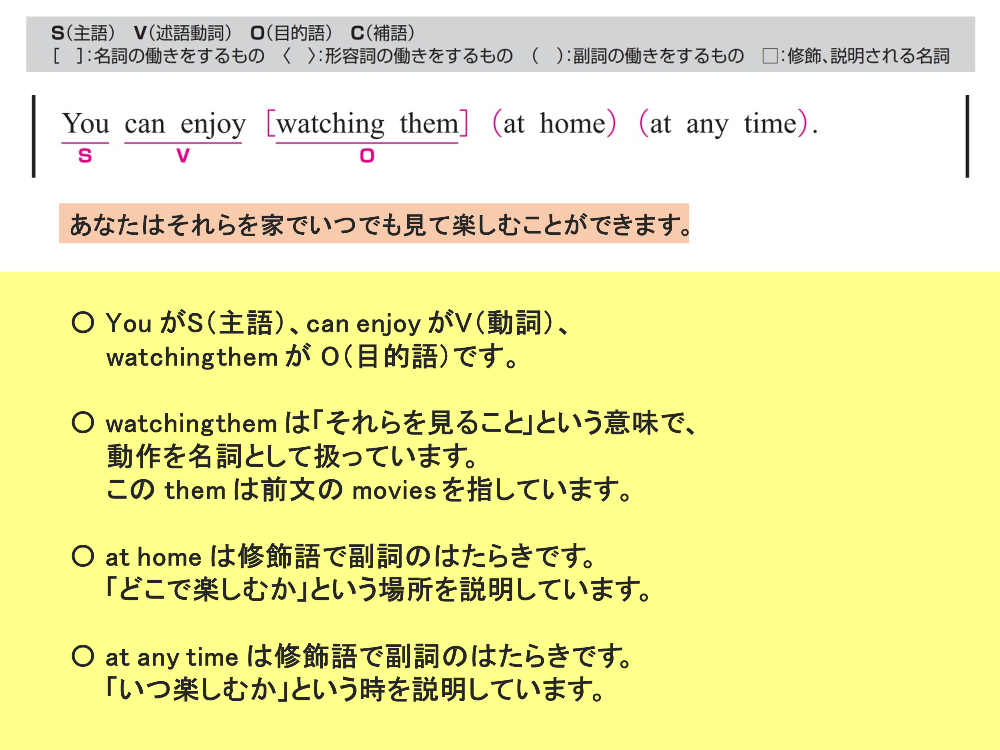 S(主語) V(述語動詞) O(目的語) C(補語)
[ ]:名詞の働きをするもの 〈 〉:形容詞の働きをするもの ( ):副詞の働きをするもの □:修飾、説明される名詞
You can enjoy [watching them] (at home) (at any time).
S V O
あなたはそれらを家でいつでも見て楽しむことができます。
〇 You がS(主語)、can enjoy がV(動詞)、
watchingthem が O(目的語)です。
〇 watchingthem は「それらを見ること」という意味で、
動作を名詞として扱っています。
この them は前文の movies を指しています。
〇 at home は修飾語で副詞のはたらきです。
「どこで楽しむか」という場所を説明しています。
〇 at any time は修飾語で副詞のはたらきです。
「いつ楽しむか」という時を説明しています。